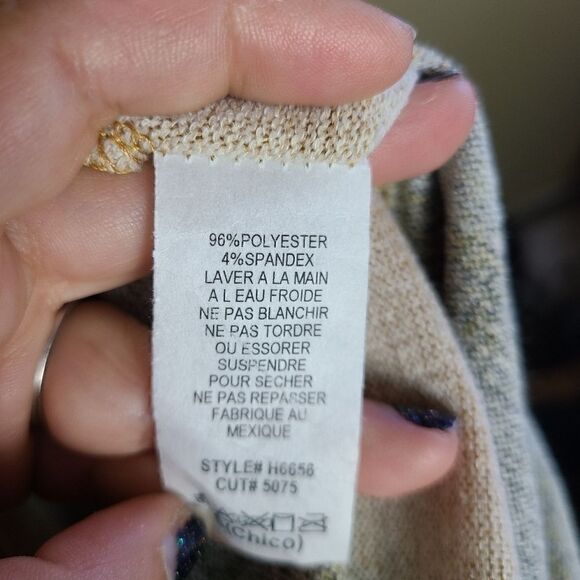 96%POLYESTER
4%SPANDEX
LAVER A LA MAIN
A L EAU FROIDE
NE PAS BLANCHIR
NE PAS TORDRE
OU ESSORER
SUSPENDRE
POUR SECHER
NE PAS REPASSER
FABRIQUE AU
MEXIQUE
STYLE# H6656
CUT# 5075
(Chico)